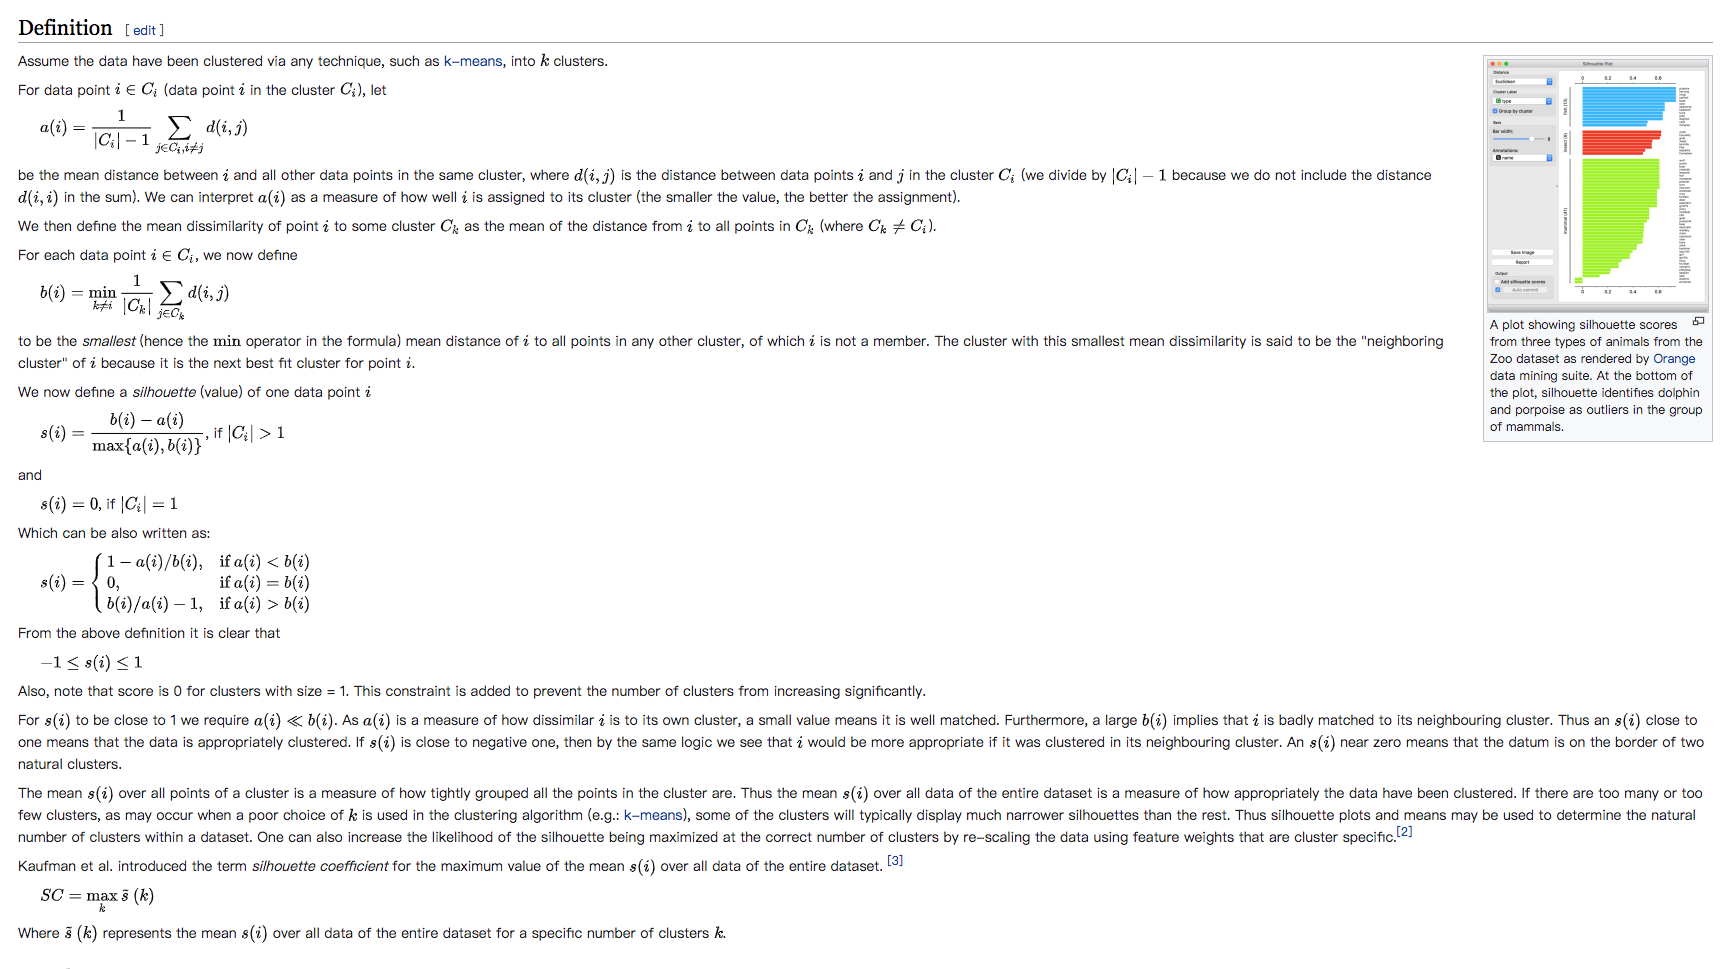 Definition [ edit ]
Assume the data have been clustered via any technique, such as k-means, into k clusters.
For data point i ∈ C_i (data point i in the cluster C_i), let
a(i) = 1 / (|C_i| − 1) ∑_{j∈C_i, i≠j} d(i, j)
be the mean distance between i and all other data points in the same cluster, where d(i, j) is the distance between data points i and j in the cluster C_i (we divide by |C_i| − 1 because we do not include the distance
d(i, i) in the sum). We can interpret a(i) as a measure of how well i is assigned to its cluster (the smaller the value, the better the assignment).
We then define the mean dissimilarity of point i to some cluster C_k as the mean of the distance from i to all points in C_k (where C_k ≠ C_i).
For each data point i ∈ C_i, we now define
b(i) = min_{k≠i} 1 / |C_k| ∑_{j∈C_k} d(i, j)
to be the smallest (hence the min operator in the formula) mean distance of i to all points in any other cluster, of which i is not a member. The cluster with this smallest mean dissimilarity is said to be the "neighboring
cluster" of i because it is the next best fit cluster for point i.
We now define a silhouette (value) of one data point i
s(i) = (b(i) − a(i)) / max{a(i), b(i)}, if |C_i| > 1
and
s(i) = 0, if |C_i| = 1
Which can be also written as:
s(i) = { 1 − a(i)/b(i), if a(i) < b(i)
0, if a(i) = b(i)
b(i)/a(i) − 1, if a(i) > b(i)
From the above definition it is clear that
−1 ≤ s(i) ≤ 1
Also, note that score is 0 for clusters with size = 1. This constraint is added to prevent the number of clusters from increasing significantly.
For s(i) to be close to 1 we require a(i) ≪ b(i). As a(i) is a measure of how dissimilar i is to its own cluster, a small value means it is well matched. Furthermore, a large b(i) implies that i is badly matched to its neighbouring cluster. Thus an s(i) close to
one means that the data is appropriately clustered. If s(i) is close to negative one, then by the same logic we see that i would be more appropriate if it was clustered in its neighbouring cluster. An s(i) near zero means that the datum is on the border of two
natural clusters.
The mean s(i) over all points of a cluster is a measure of how tightly grouped all the points in the cluster are. Thus the mean s(i) over all data of the entire dataset is a measure of how appropriately the data have been clustered. If there are too many or too
few clusters, as may occur when a poor choice of k is used in the clustering algorithm (e.g.: k-means), some of the clusters will typically display much narrower silhouettes than the rest. Thus silhouette plots and means may be used to determine the natural
number of clusters within a dataset. One can also increase the likelihood of the silhouette being maximized at the correct number of clusters by re-scaling the data using feature weights that are cluster specific.[2]
Kaufman et al. introduced the term silhouette coefficient for the maximum value of the mean s(i) over all data of the entire dataset. [3]
SC = max_k s̃ (k)
Where s̃ (k) represents the mean s(i) over all data of the entire dataset for a specific number of clusters k.
Silhouette Plot
Distance
Euclidean
Cluster Label
type
Group by cluster
Bars
Bar width:
Annotations:
name
Save Image
Report
Output
Add silhouette scores
Auto commit
0 0.2 0.4 0.6
0 0.2 0.4 0.6
A plot showing silhouette scores
from three types of animals from the
Zoo dataset as rendered by Orange
data mining suite. At the bottom of
the plot, silhouette identifies dolphin
and porpoise as outliers in the group
of mammals.